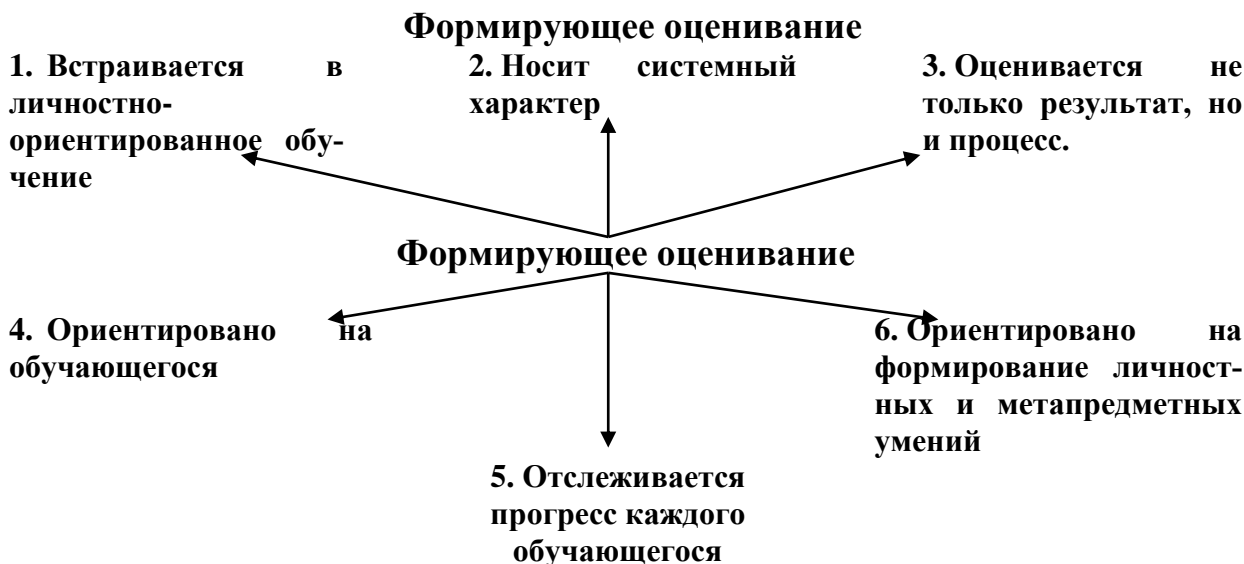 Формирующее оценивание
1. Встраивается в
личностно-
ориентированное обу-
чение
2. Носит системный
характер
3. Оценивается не
только результат, но
и процесс.
Формирующее оценивание
4. Ориентировано на
обучающегося
6. Ориентировано на
формирование личност-
ных и метапредметных
умений
5. Отслеживается
прогресс каждого
обучающегося